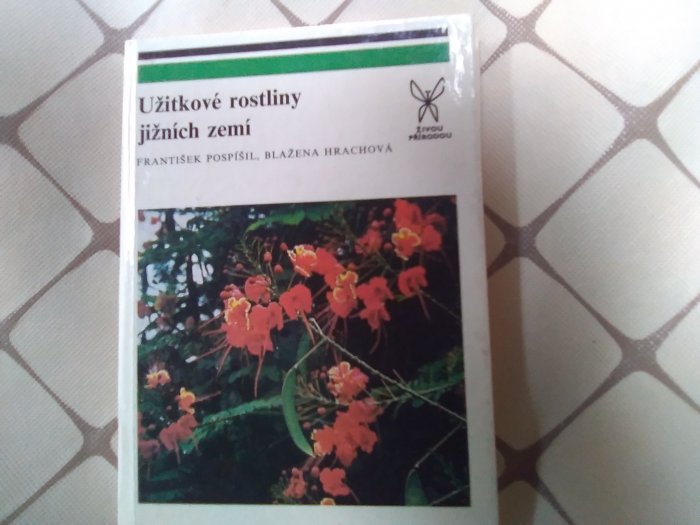 Užitkové rostliny
jižních zemí
FRANTIŠEK POSPÍŠIL, BLAŽENA HRACHOVÁ
ŽIVOU
PŘÍRODOU